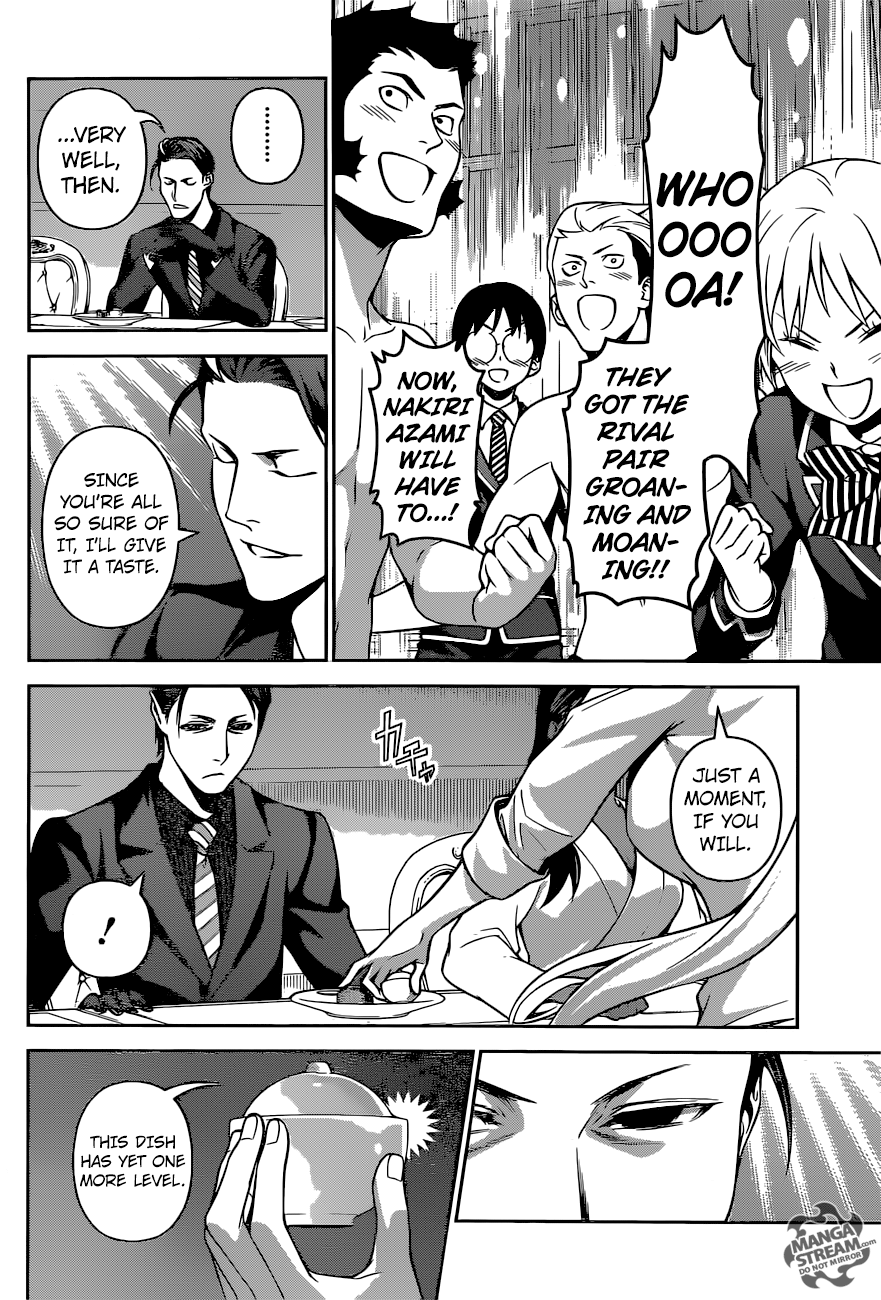 WHO
OOO
OA!
THEY
GOT THE
RIVAL
PAIR
GROAN-
ING AND
MOAN-
ING!!
NOW,
NAKIRI
AZAMI
WILL
HAVE
TO...!
.........
...VERY
WELL,
THEN.
SINCE
YOU'RE ALL
SO SURE OF
IT, I'LL GIVE
IT A TASTE.
JUST A
MOMENT,
IF YOU
WILL.
カチャ
!
THIS DISH
HAS YET ONE
MORE LEVEL.
MANGA
STREAM.com
DO NOT MIRROR